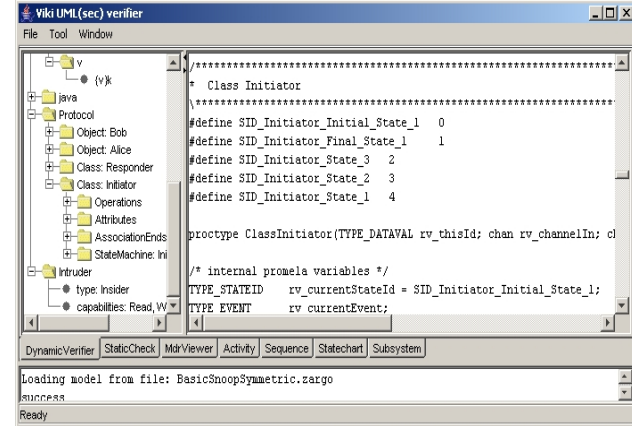 Viki UML(sec) verifier
File Tool Window
v
{v}k
java
Protocol
Object: Bob
Object: Alice
Class: Responder
Class: Initiator
Operations
Attributes
AssociationEnds
StateMachine: Ini
Intruder
type: Insider
capabilities: Read, W
/******************************************************************
* Class Initiator
\******************************************************************
#define SID_Initiator_Initial_State_1 0
#define SID_Initiator_Final_State_1 1
#define SID_Initiator_State_3 2
#define SID_Initiator_State_2 3
#define SID_Initiator_State_1 4
proctype ClassInitiator(TYPE_DATAVAL rv_thisId; chan rv_channelIn; cl
/* internal promela variables */
TYPE_STATEID rv_currentStateId = SID_Initiator_Initial_State_1;
TYPE_EVENT rv_currentEvent;
DynamicVerifier StaticCheck MdrViewer Activity Sequence Statechart Subsystem
Loading model from file: BasicSnoopSymmetric.zargo
success
Ready